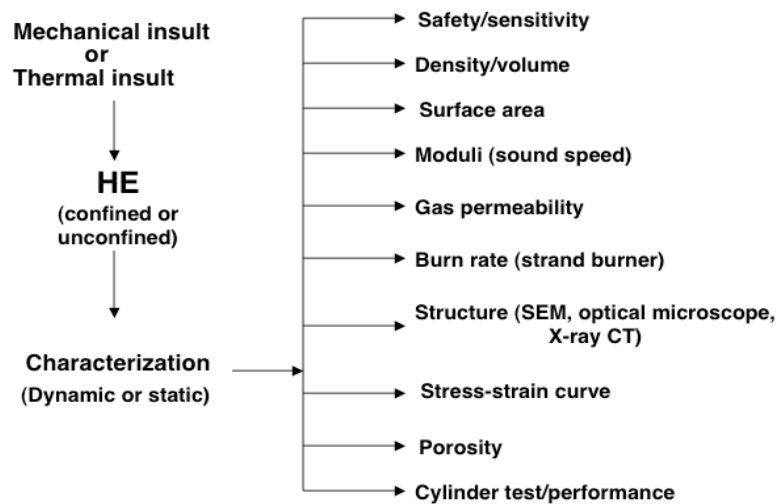 Mechanical insult
or
Thermal insult
HE
(confined or
unconfined)
Characterization
(Dynamic or static)
Safety/sensitivity
Density/volume
Surface area
Moduli (sound speed)
Gas permeability
Burn rate (strand burner)
Structure (SEM, optical microscope,
X-ray CT)
Stress-strain curve
Porosity
Cylinder test/performance